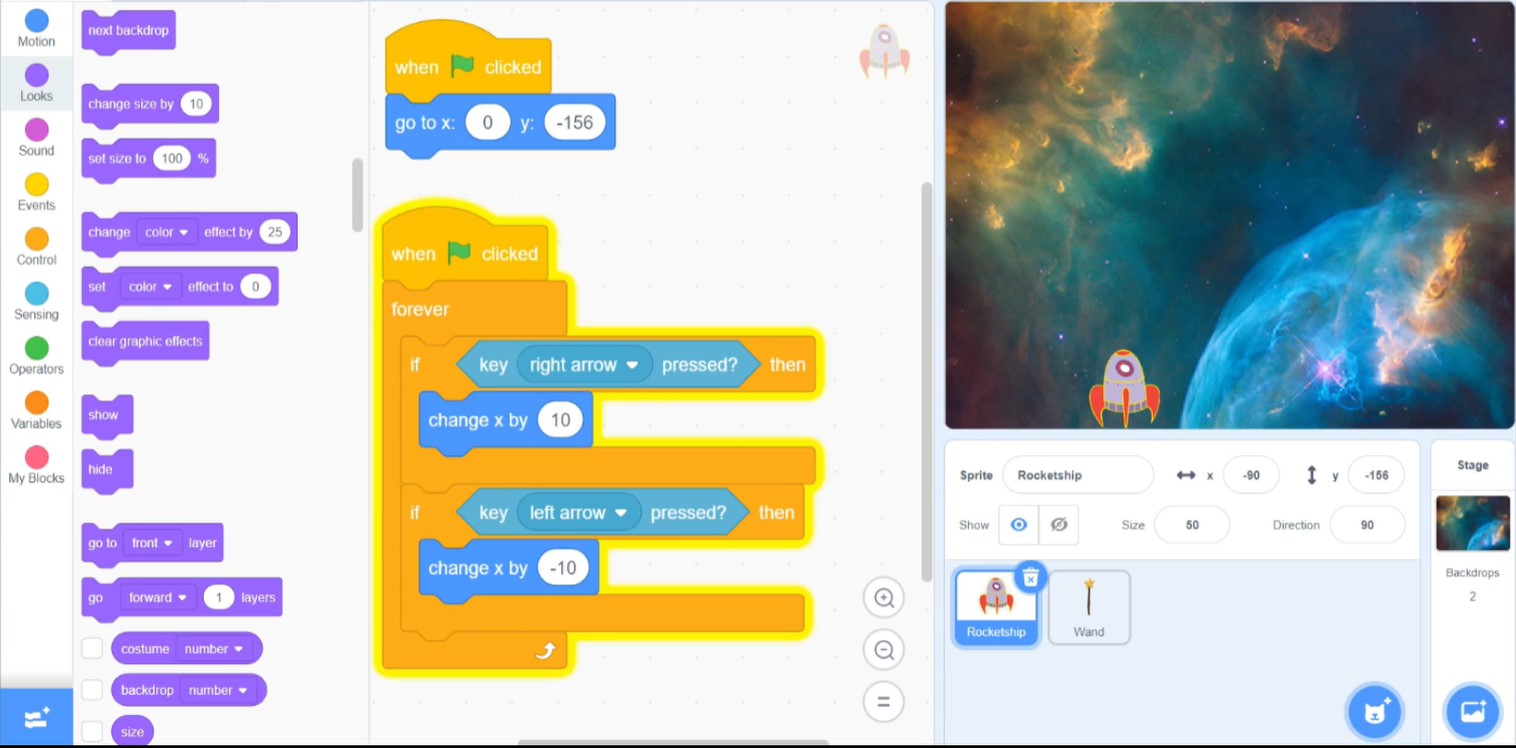 Motion
Looks
Sound
Events
Control
Sensing
Operators
Variables
My Blocks
next backdrop
change size by 10
set size to 100 %
change color effect by 25
set color effect to 0
clear graphic effects
show
hide
go to front layer
go forward 1 layers
costume number
backdrop number
size
when clicked
go to x: 0 y: -156
when clicked
forever
if key right arrow pressed? then
change x by 10
if key left arrow pressed? then
change x by -10
Sprite Rocketship x -90 y -156
Show Size 50 Direction 90
Rocketship
Wand
Stage
Backdrops
2